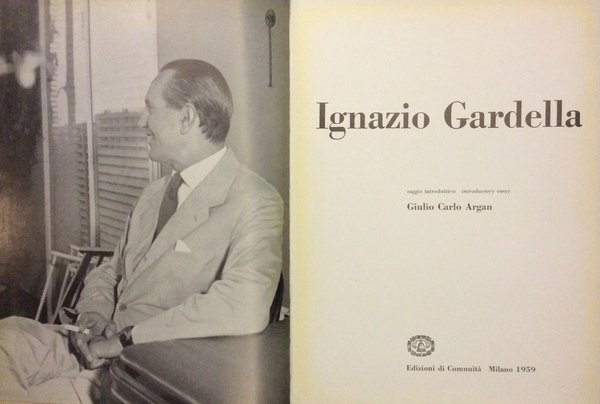 Ignazio Gardella
saggio introduttivo introductory essay
Giulio Carlo Argan
Edizioni di Comunità Milano 1959